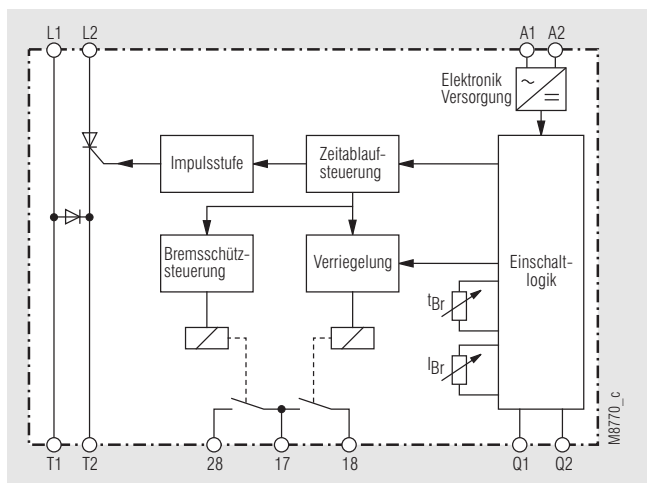 L1 L2 A1 A2
Elektronik
Versorgung
Impulsstufe
Zeitablauf-
steuerung
Bremsschütz-
steuerung
Verriegelung
Einschalt-
logik
tBr
IBr
M8770_c
T1 T2 28 17 18 Q1 Q2